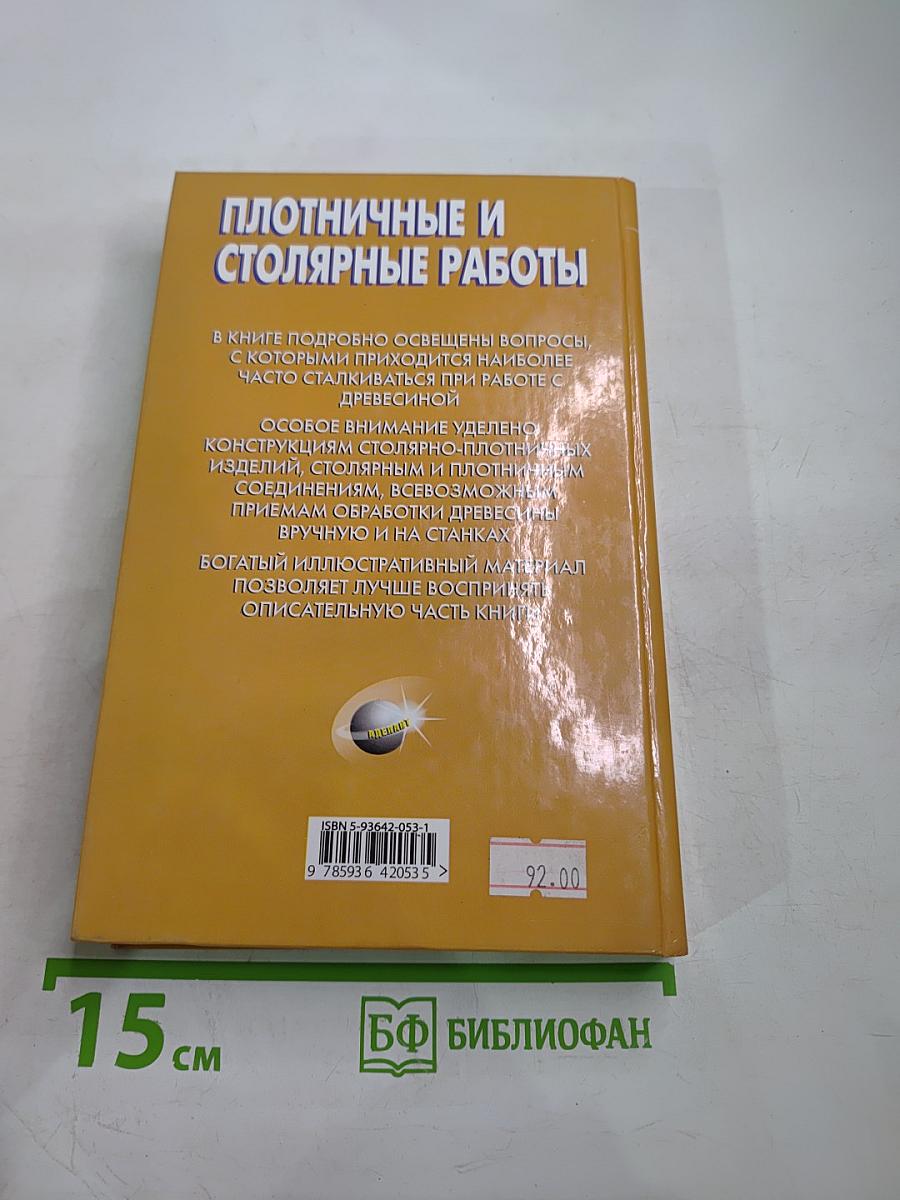 ПЛОТНИЧНЫЕ И
СТОЛЯРНЫЕ РАБОТЫ
В КНИГЕ ПОДРОБНО ОСВЕЩЕНЫ ВОПРОСЫ,
С КОТОРЫМИ ПРИХОДИТСЯ НАИБОЛЕЕ
ЧАСТО СТАЛКИВАТЬСЯ ПРИ РАБОТЕ С
ДРЕВЕСИНОЙ
ОСОБОЕ ВНИМАНИЕ УДЕЛЕНО
КОНСТРУКЦИЯМ СТОЛЯРНО-ПЛОТНИЧНЫХ
ИЗДЕЛИЙ, СТОЛЯРНЫМ И ПЛОТНИЧНЫМ
СОЕДИНЕНИЯМ, ВСЕВОЗМОЖНЫМ
ПРИЕМАМ ОБРАБОТКИ ДРЕВЕСИНЫ
ВРУЧНУЮ И НА СТАНКАХ
БОГАТЫЙ ИЛЛЮСТРАТИВНЫЙ МАТЕРИАЛ
ПОЗВОЛЯЕТ ЛУЧШЕ ВОСПРИНЯТЬ
ОПИСАТЕЛЬНУЮ ЧАСТЬ КНИГИ
АДЕЛАНТ
ISBN 5-93642-053-1
9 785936 420535 >
92.00
15 см
БФ БИБЛИОФАН